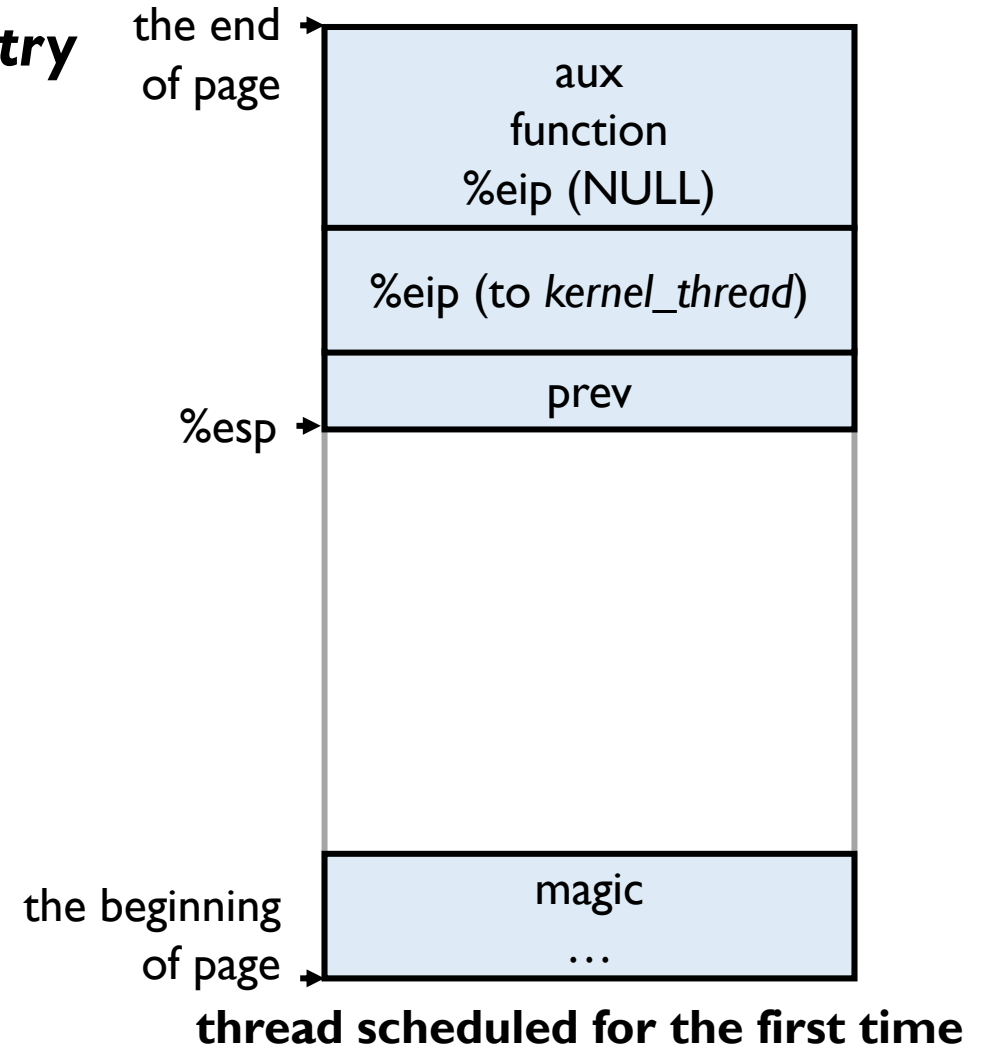 try
the end
of page
aux
function
%eip (NULL)
%eip (to kernel_thread)
prev
%esp
magic
...
the beginning
of page
thread scheduled for the first time